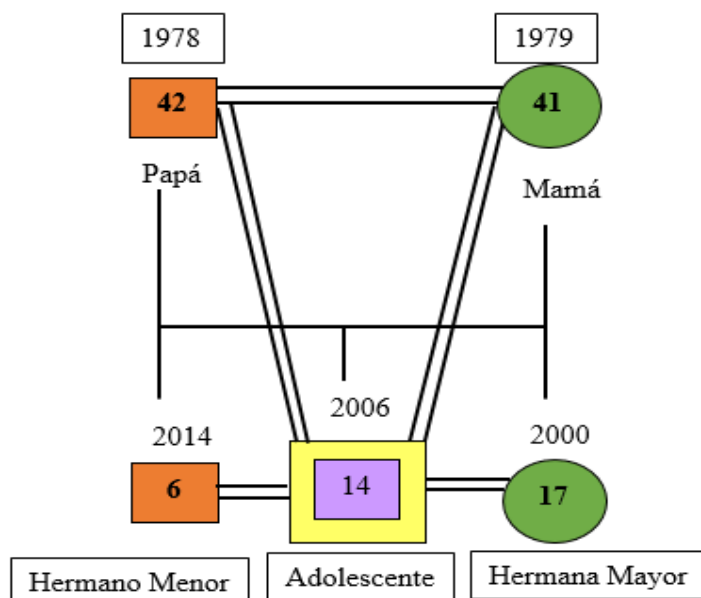 1978
1979
42
41
Papá
Mamá
2006
2014
2000
6
14
17
Hermano Menor
Adolescente
Hermana Mayor